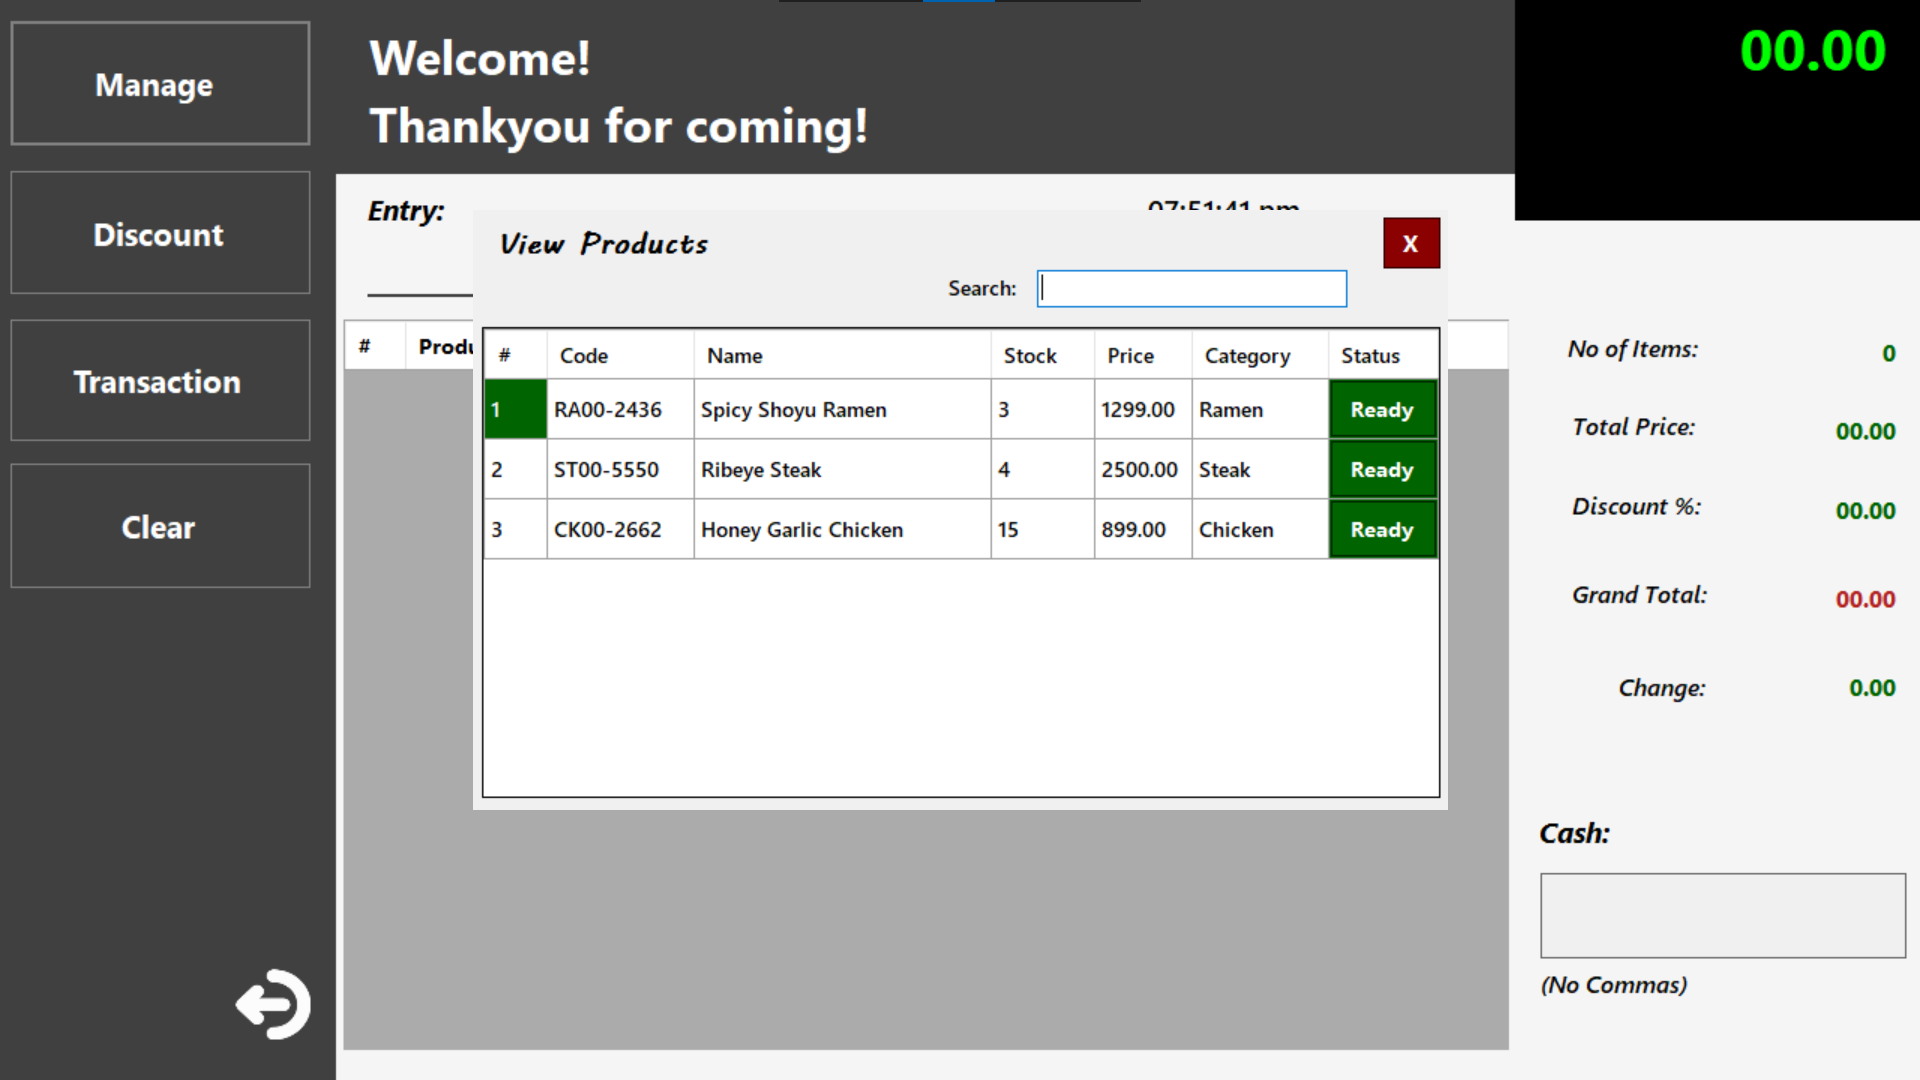 Manage
Discount
Transaction
Clear
Welcome!
Thankyou for coming!
00.00
Entry:
07:51:41 pm
View Products
X
Search:
#
# Code Name Stock Price Category Status
1 RA00-2436 Spicy Shoyu Ramen 3 1299.00 Ramen Ready
2 ST00-5550 Ribeye Steak 4 2500.00 Steak Ready
3 CK00-2662 Honey Garlic Chicken 15 899.00 Chicken Ready
No of Items: 0
Total Price: 00.00
Discount %: 00.00
Grand Total: 00.00
Change: 0.00
Cash:
(No Commas)